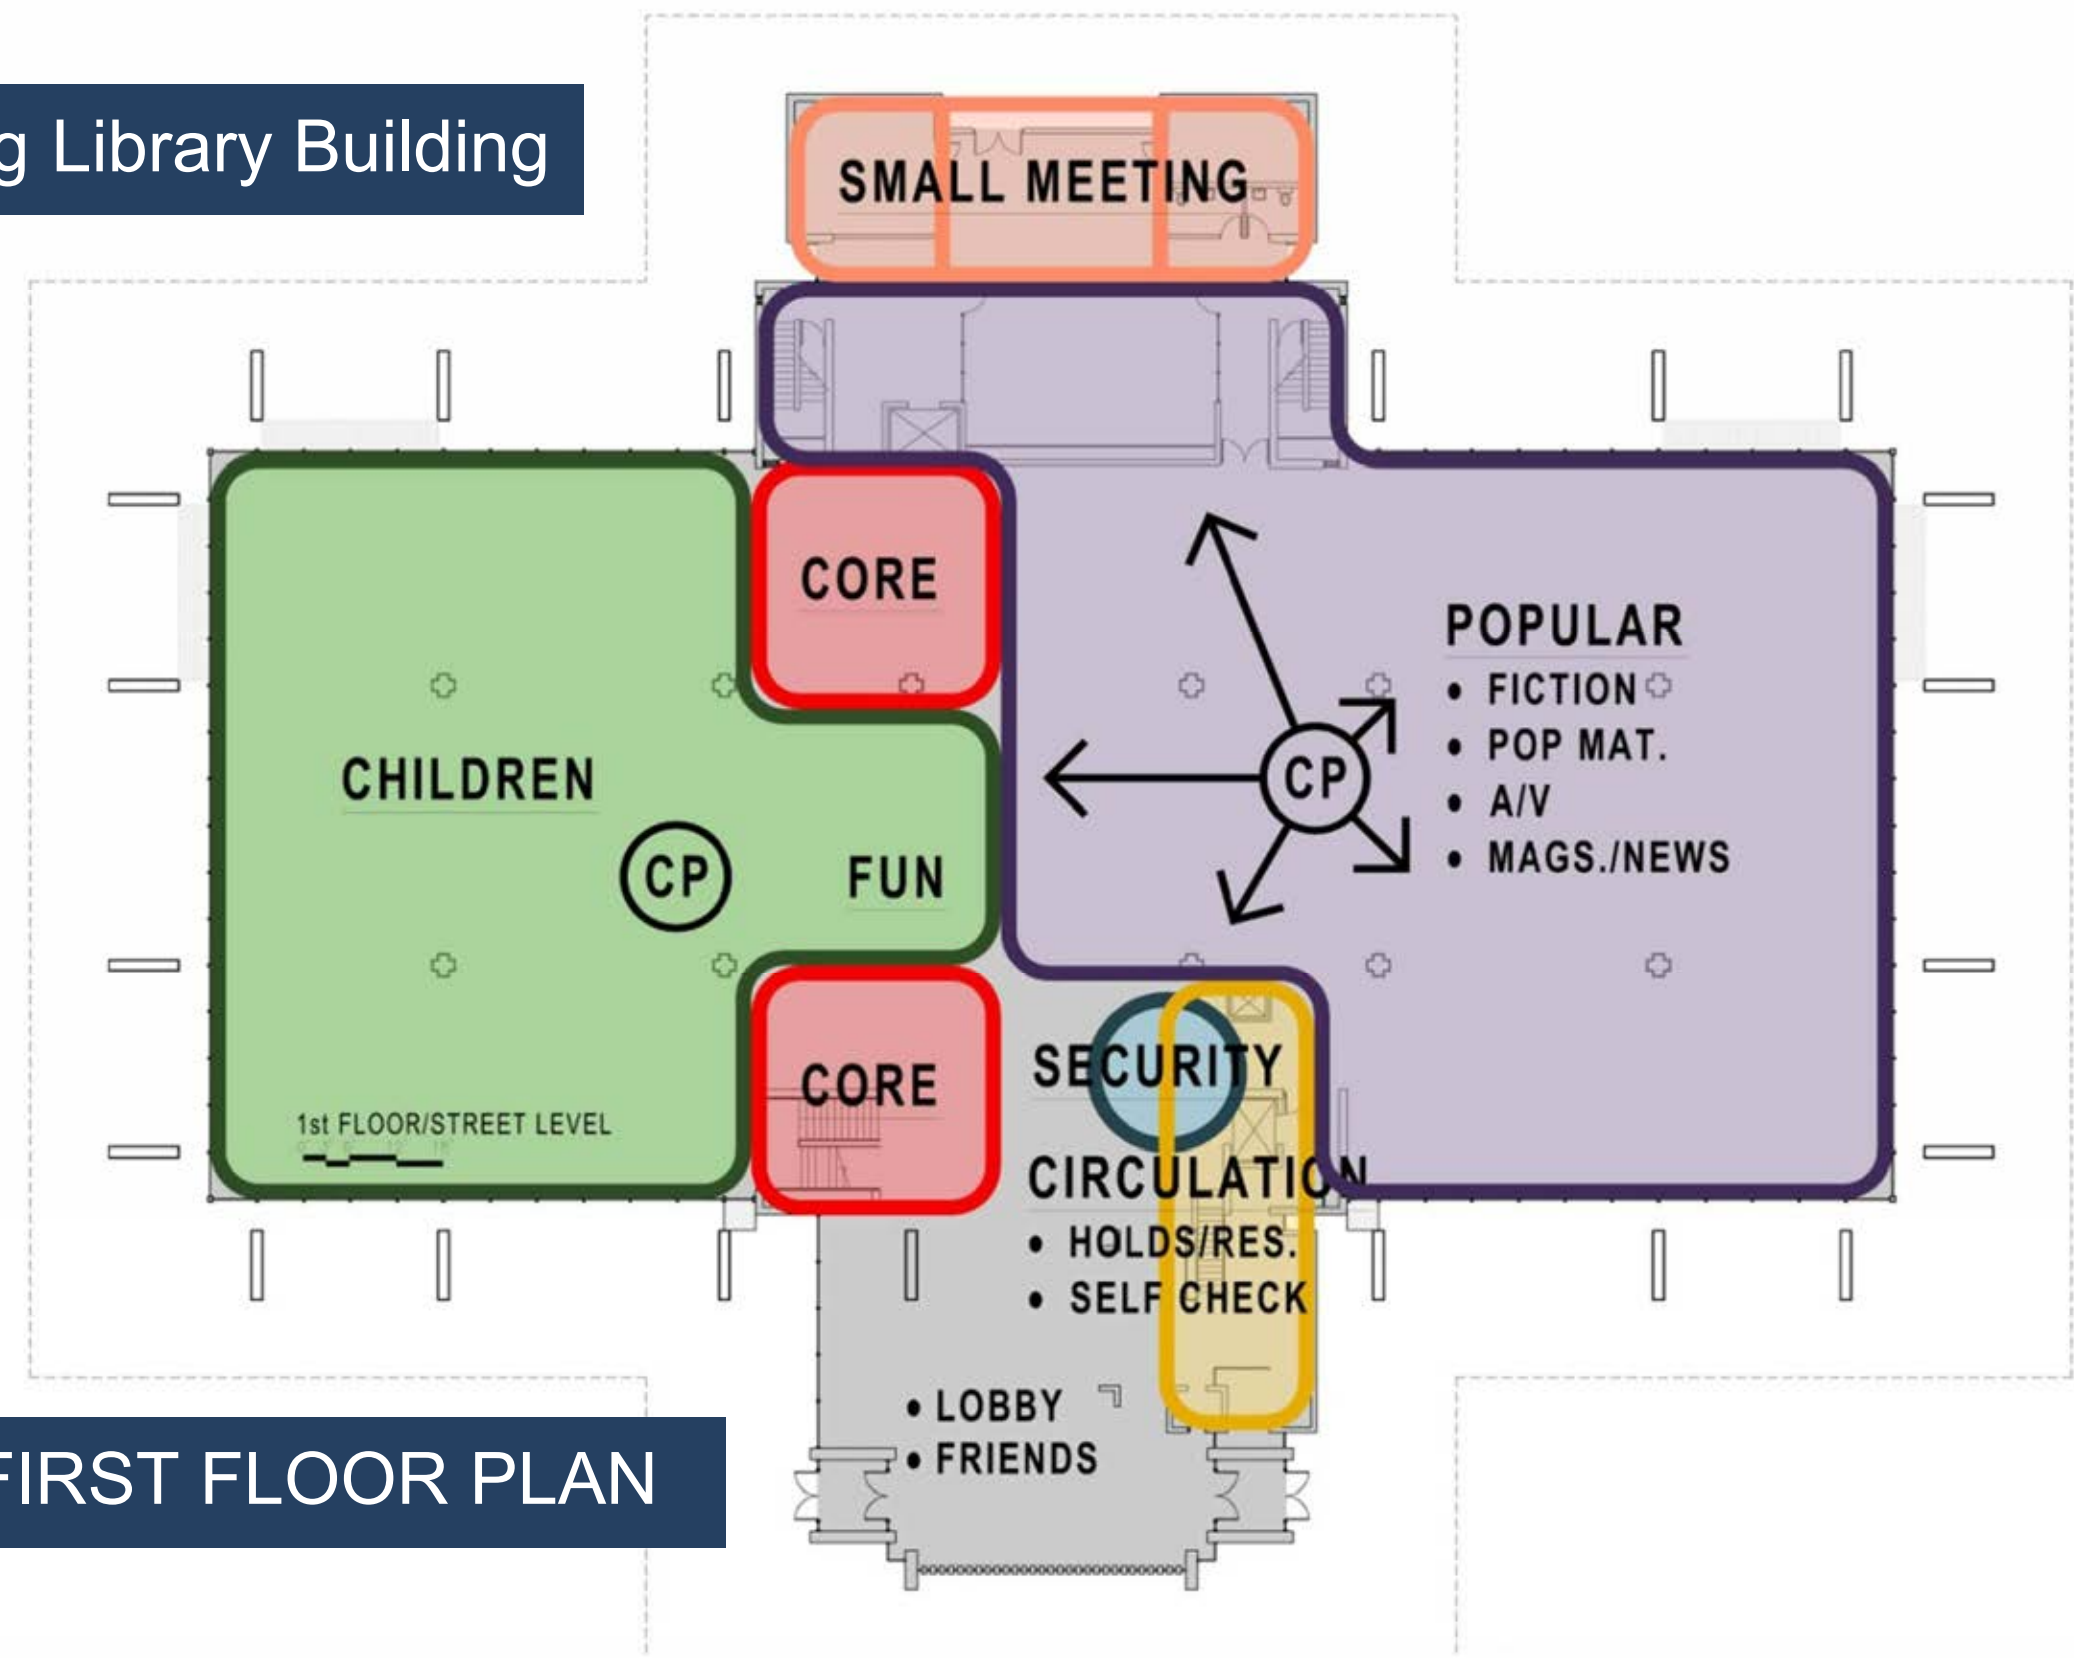 g Library Building
SMALL MEETING
CORE
POPULAR
• FICTION
• POP MAT.
• A/V
• MAGS./NEWS
CHILDREN
CP
CP
FUN
CORE
SECURITY
1st FLOOR/STREET LEVEL
CIRCULATION
• HOLDS/RES.
• SELF CHECK
• LOBBY
• FRIENDS
FIRST FLOOR PLAN